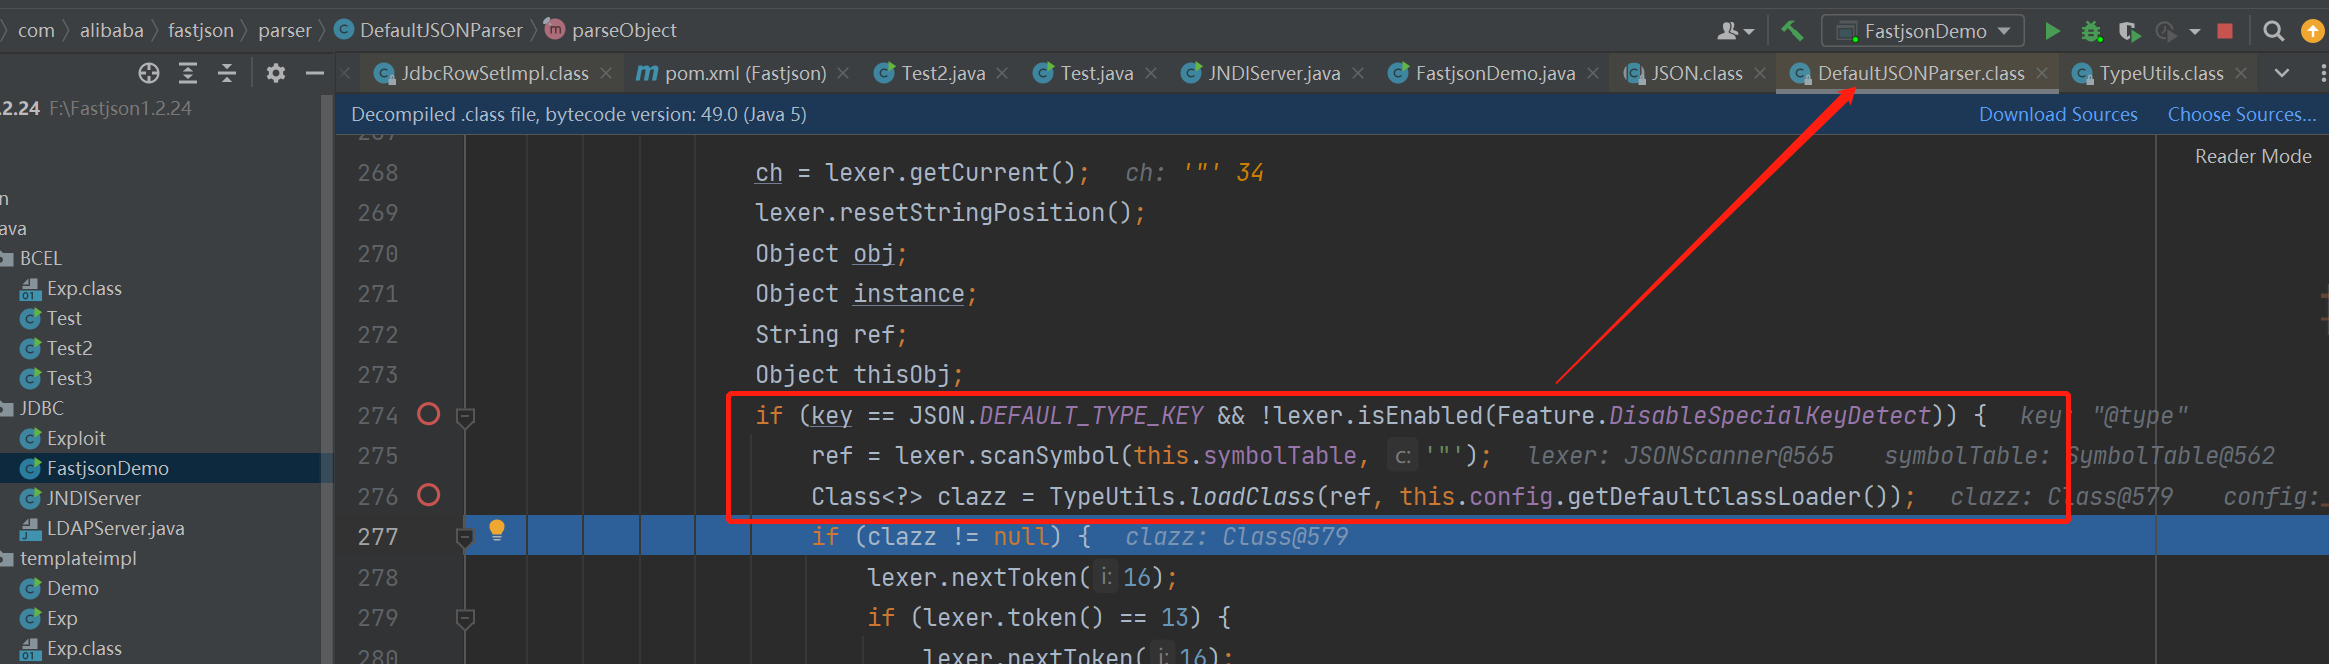 com alibaba fastjson parser DefaultJSONParser parseObject FastjsonDemo
JdbcRowSetImpl.class pom.xml (Fastjson) Test2.java Test.java JNDIServer.java FastjsonDemo.java JSON.class DefaultJSONParser.class TypeUtils.class
.2.24 F:\Fastjson1.2.24
Decompiled .class file, bytecode version: 49.0 (Java 5) Download Sources Choose Sources...
Reader Mode
n
ava
BCEL
Exp.class
Test
Test2
Test3
JDBC
Exploit
FastjsonDemo
JNDIServer
LDAPServer.java
templateimpl
Demo
Exp
Exp.class
268 ch = lexer.getCurrent(); ch: '"' 34
269 lexer.resetStringPosition();
270 Object obj;
271 Object instance;
272 String ref;
273 Object thisObj;
274 if (key == JSON.DEFAULT_TYPE_KEY && !lexer.isEnabled(Feature.DisableSpecialKeyDetect)) { key: "@type"
275 ref = lexer.scanSymbol(this.symbolTable, c: '"'); lexer: JSONScanner@565 symbolTable: SymbolTable@562
276 Class<?> clazz = TypeUtils.loadClass(ref, this.config.getDefaultClassLoader()); clazz: Class@579 config:
277 if (clazz != null) { clazz: Class@579
278 lexer.nextToken(i: 16);
279 if (lexer.token() == 13) {
280 lexer.nextToken(i: 16);